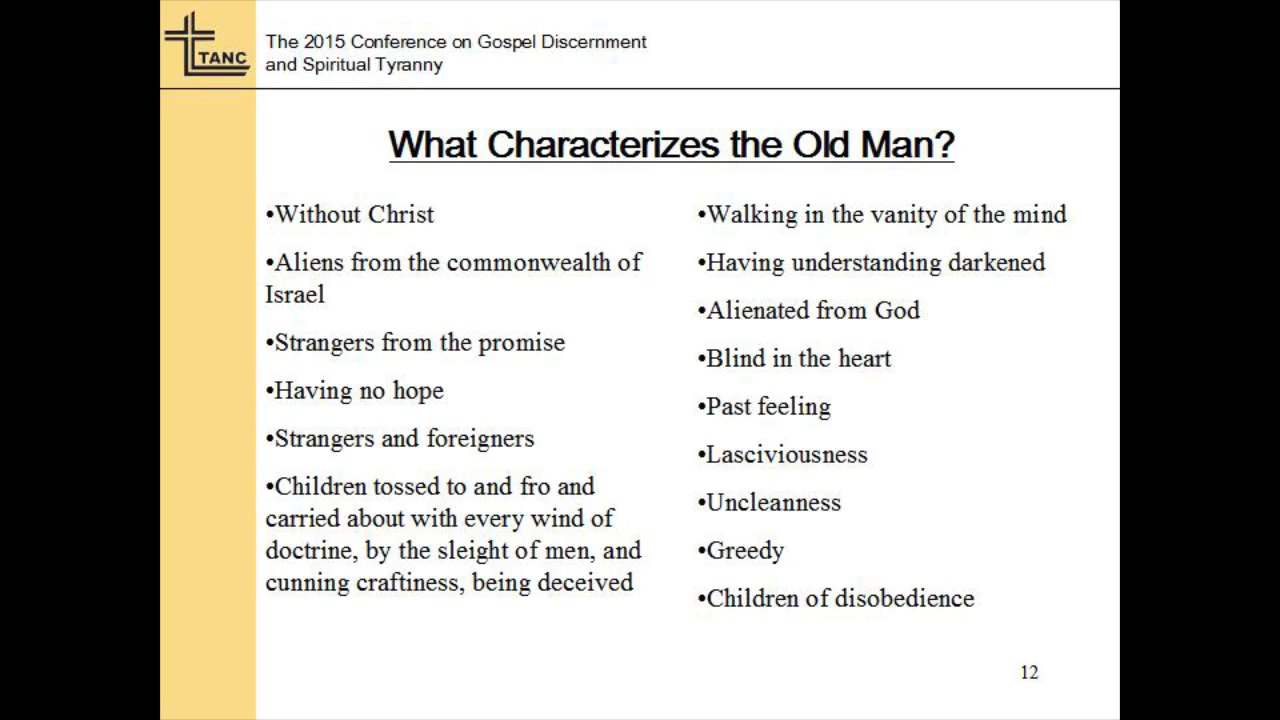 TANC
The 2015 Conference on Gospel Discernment
and Spiritual Tyranny
What Characterizes the Old Man?
•Without Christ
•Aliens from the commonwealth of
Israel
•Strangers from the promise
•Having no hope
•Strangers and foreigners
•Children tossed to and fro and
carried about with every wind of
doctrine, by the sleight of men, and
cunning craftiness, being deceived
•Walking in the vanity of the mind
•Having understanding darkened
•Alienated from God
•Blind in the heart
•Past feeling
•Lasciviousness
•Uncleanness
•Greedy
•Children of disobedience
12